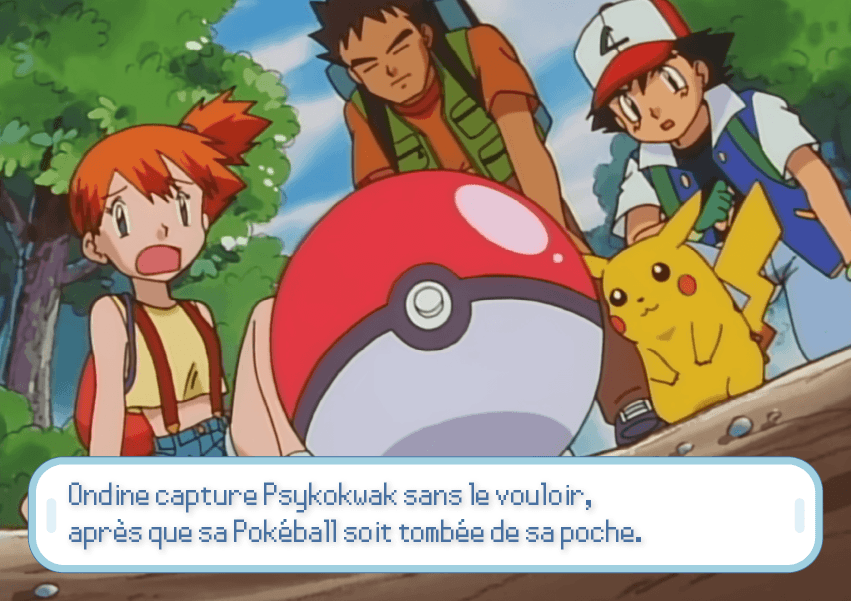 Ondine capture Psykokwak sans le vouloir,
après que sa Pokéball soit tombée de sa poche.